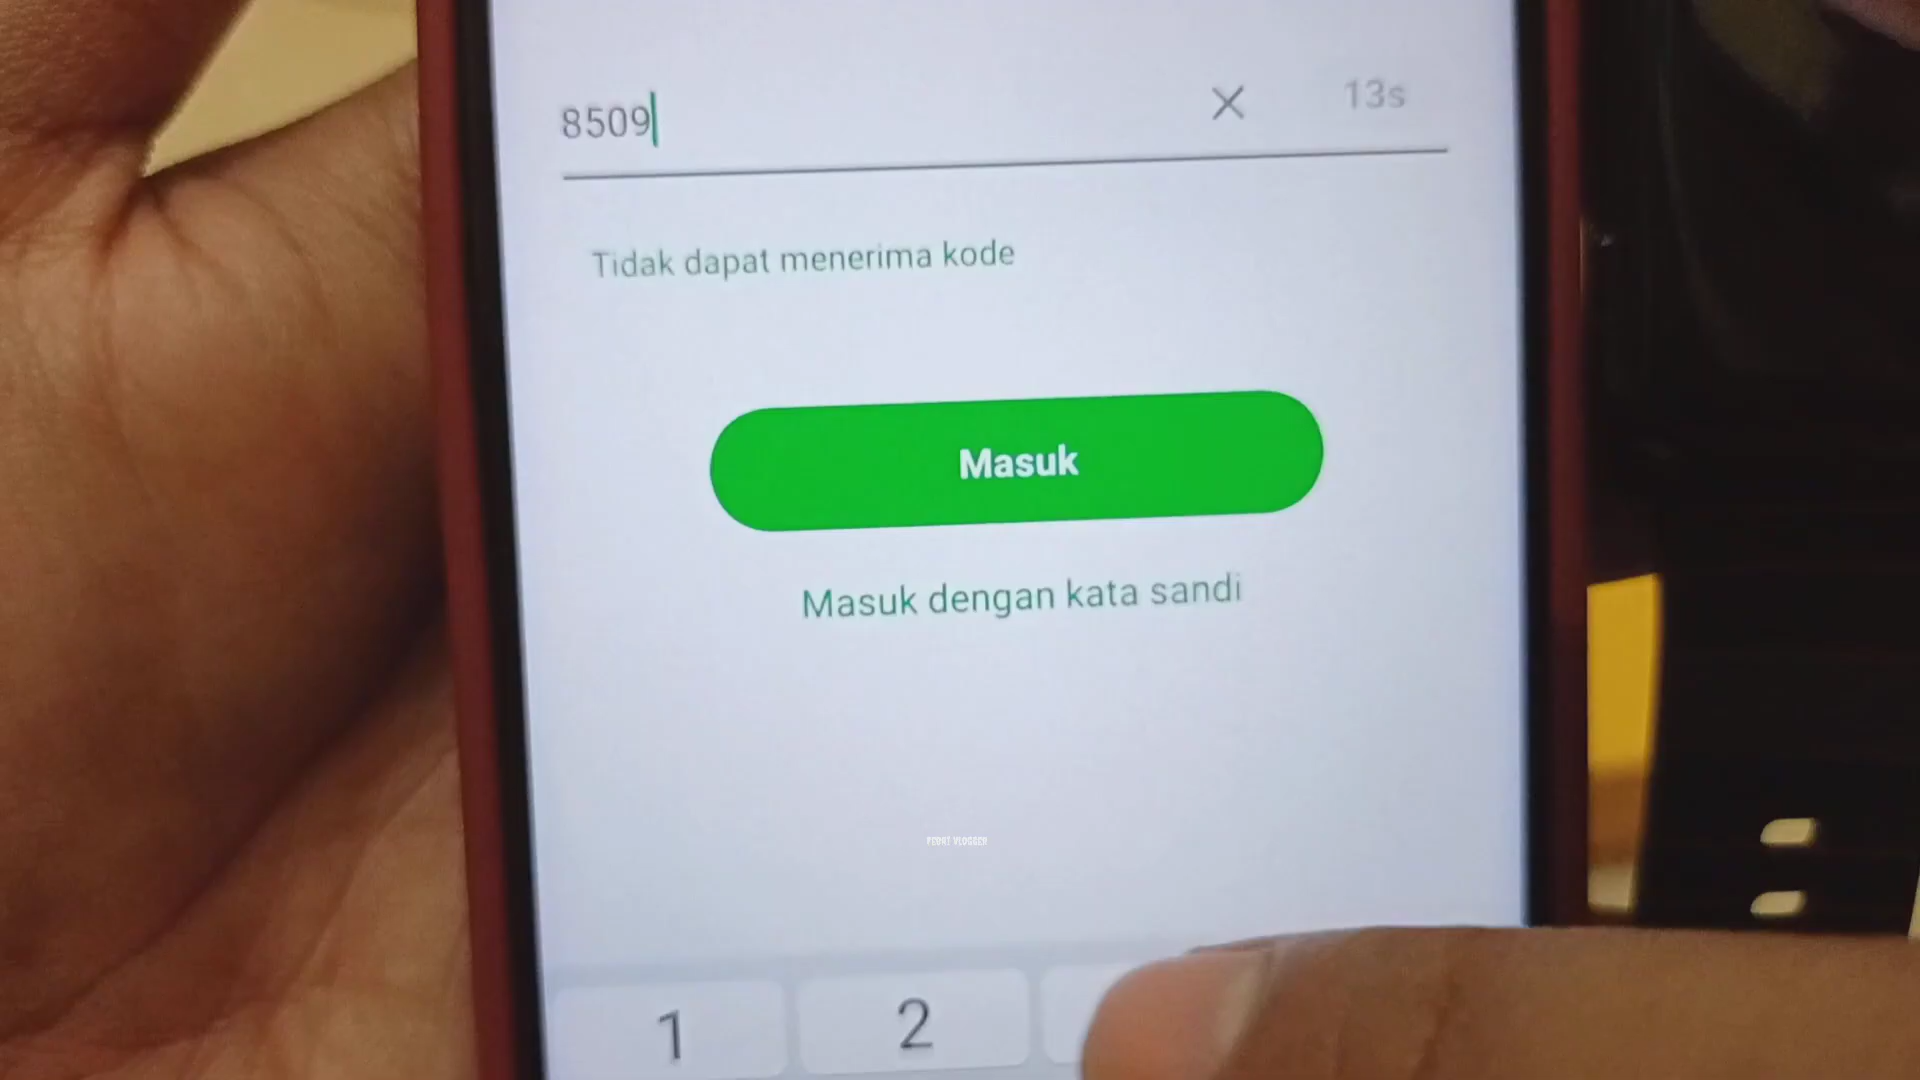 8509
13s
Tidak dapat menerima kode
Masuk
Masuk dengan kata sandi
1 2